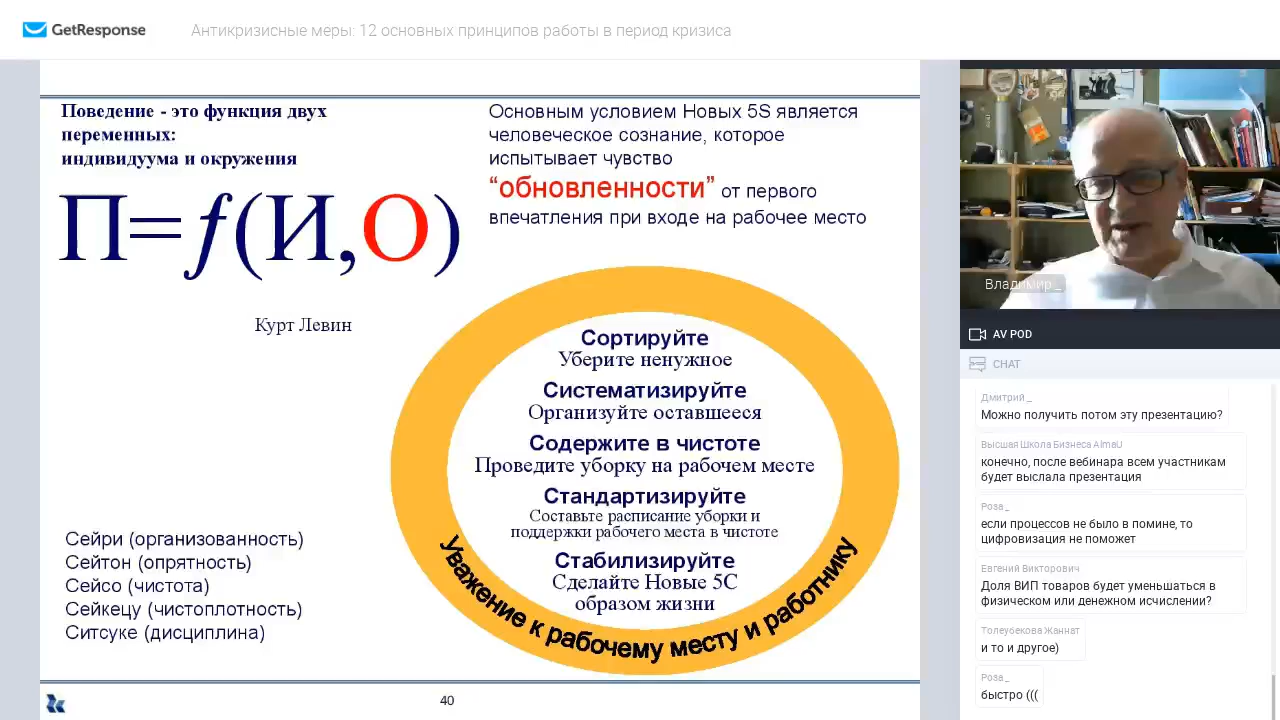 GetResponse
Антикризисные меры: 12 основных принципов работы в период кризиса
Поведение - это функция двух
переменных:
индивидуума и окружения
П=f(И,О)
Курт Левин
Основным условием Новых 5S является
человеческое сознание, которое
испытывает чувство
“обновленности” от первого
впечатления при входе на рабочее место
Сортируйте
Уберите ненужное
Систематизируйте
Организуйте оставшееся
Содержите в чистоте
Проведите уборку на рабочем месте
Стандартизируйте
Составьте расписание уборки и
поддержки рабочего места в чистоте
Стабилизируйте
Сделайте Новые 5С
образом жизни
Уважение к рабочему месту и работнику
Сейри (организованность)
Сейтон (опрятность)
Сейсо (чистота)
Сейкецу (чистоплотность)
Ситсуке (дисциплина)
40
Владимир _
AV POD
CHAT
Дмитрий _
Можно получить потом эту презентацию?
Высшая Школа Бизнеса AlmaU
конечно, после вебинара всем участникам
будет выслала презентация
Роза _
если процессов не было в помине, то
цифровизация не поможет
Евгений Викторович
Доля ВИП товаров будет уменьшаться в
физическом или денежном исчислении?
Толеубекова Жаннат
и то и другое)
Роза _
быстро (((